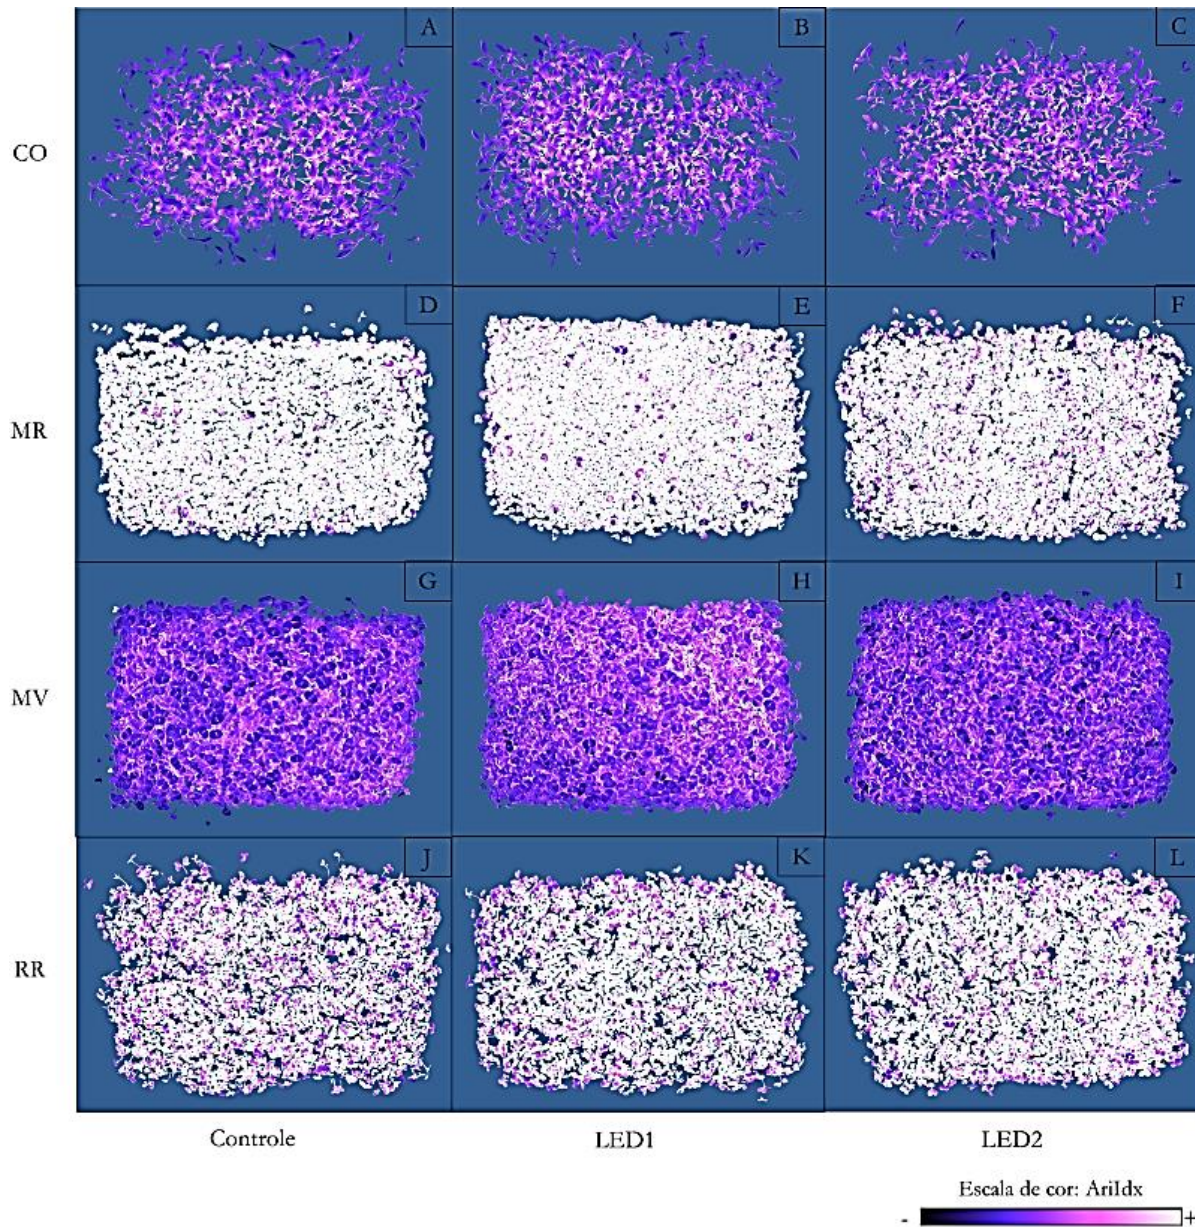 A
B
C
CO
D
E
F
MR
G
H
I
MV
J
K
L
RR
Controle
LED1
LED2
Escala de cor: AriIdx
- +